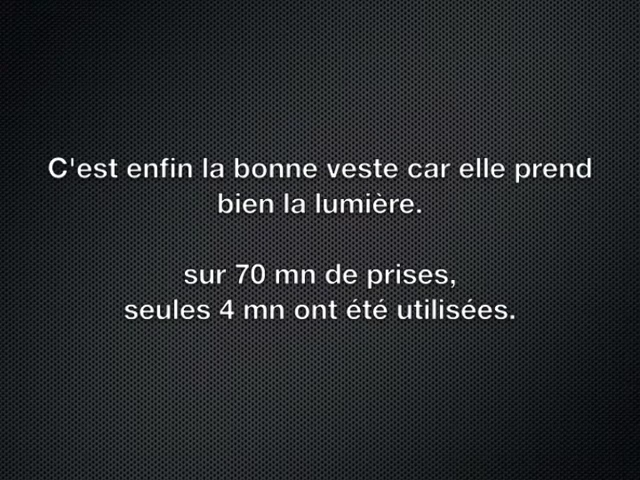 C'est enfin la bonne veste car elle prend
bien la lumière.
sur 70 mn de prises,
seules 4 mn ont été utilisées.